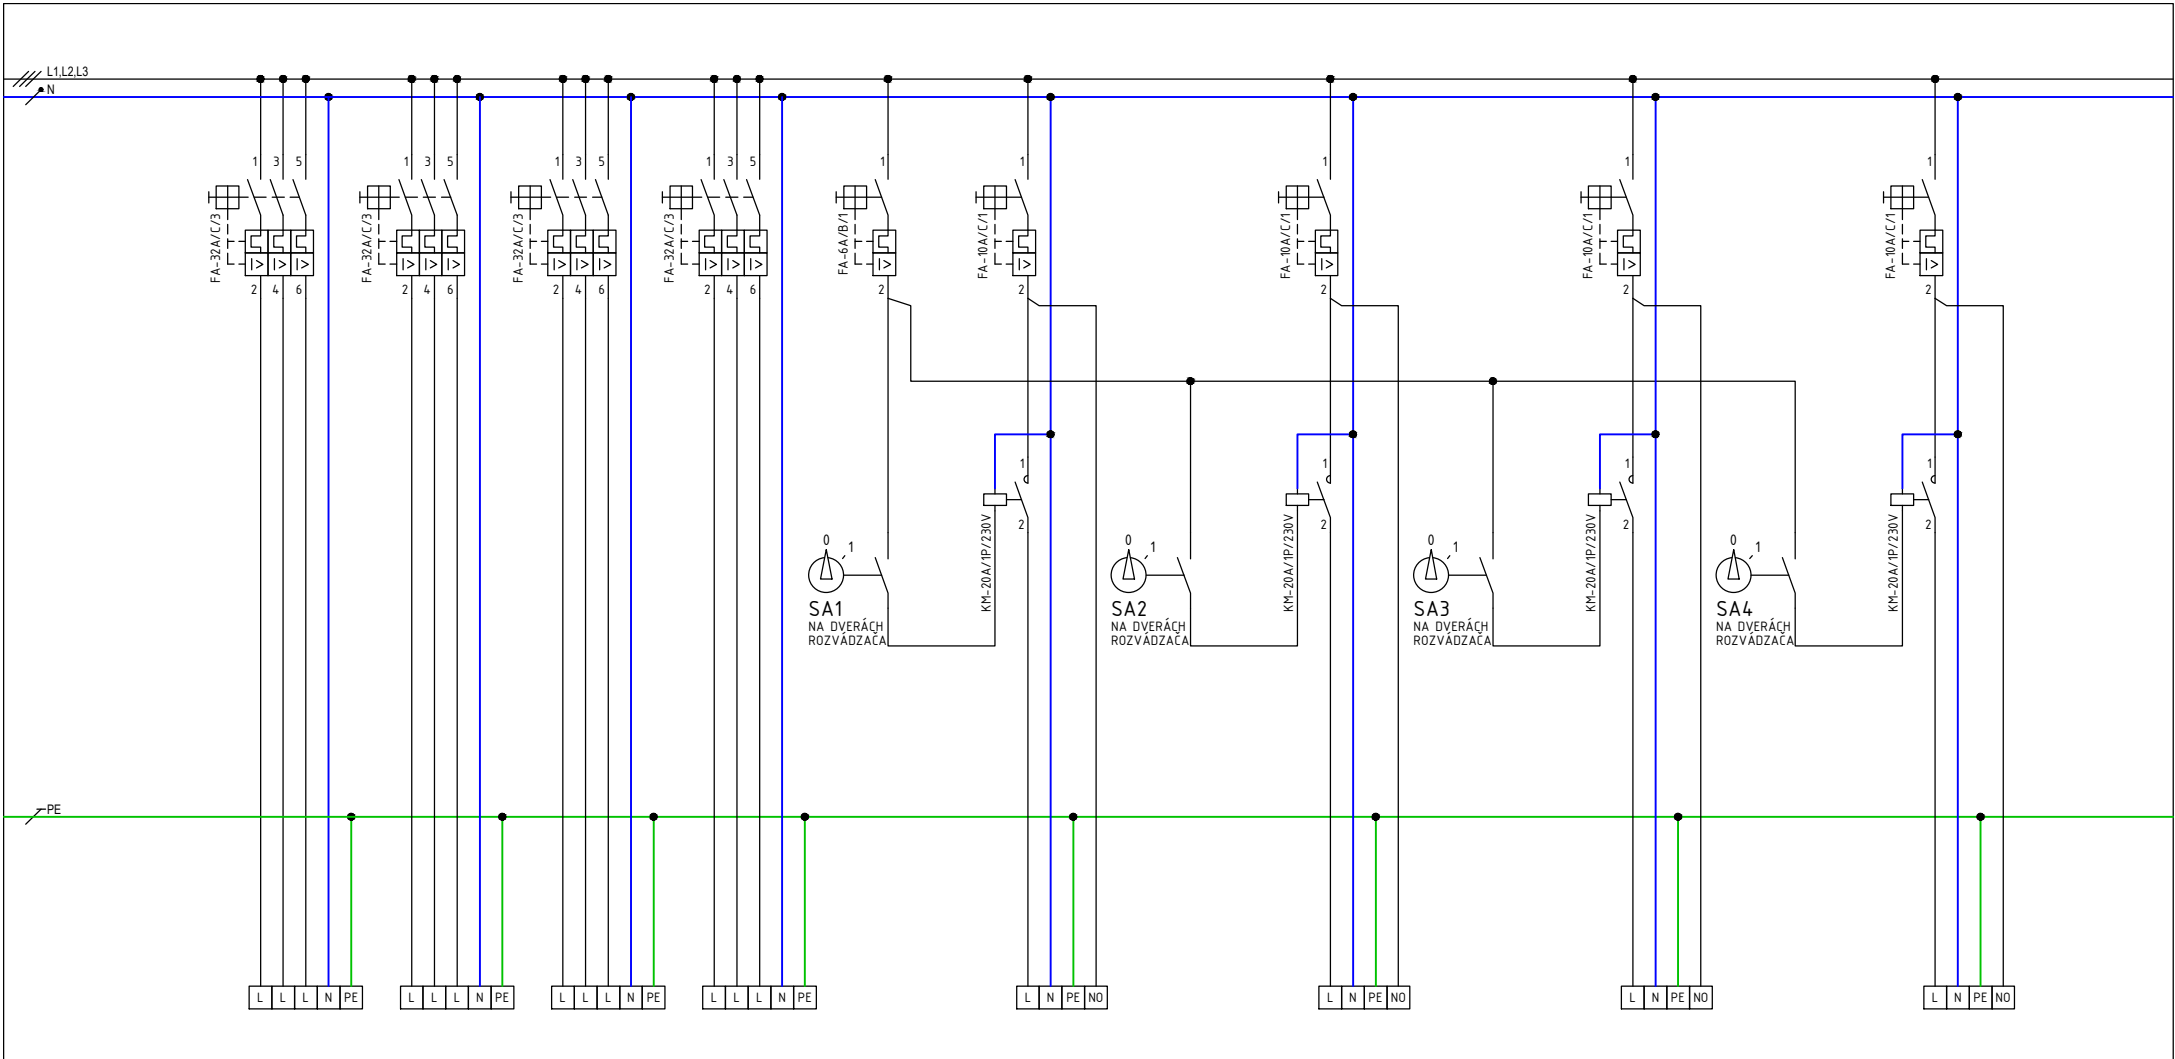 L1,L2,L3
N
1 3 5 1 3 5 1 3 5 1 3 5 1 1 1 1 1
FA-32A/C/3
FA-32A/C/3
FA-32A/C/3
FA-32A/C/3
FA-6A/B/1
FA-10A/C/1
FA-10A/C/1
FA-10A/C/1
FA-10A/C/1
I> I> I> I> I> I> I> I> I> I> I> I> I> I> I> I> I>
2 4 6 2 4 6 2 4 6 2 4 6 2 2 2 2 2
1 1 1 1
2 2 2 2
KM-20A/1P/230V
KM-20A/1P/230V
KM-20A/1P/230V
KM-20A/1P/230V
0 1
SA1
NA DVERÁCH
ROZVÁDZAČA
0 1
SA2
NA DVERÁCH
ROZVÁDZAČA
0 1
SA3
NA DVERÁCH
ROZVÁDZAČA
0 1
SA4
NA DVERÁCH
ROZVÁDZAČA
PE
L L L N PE
L L L N PE
L L L N PE
L L L N PE
L N PE NO
L N PE NO
L N PE NO
L N PE NO